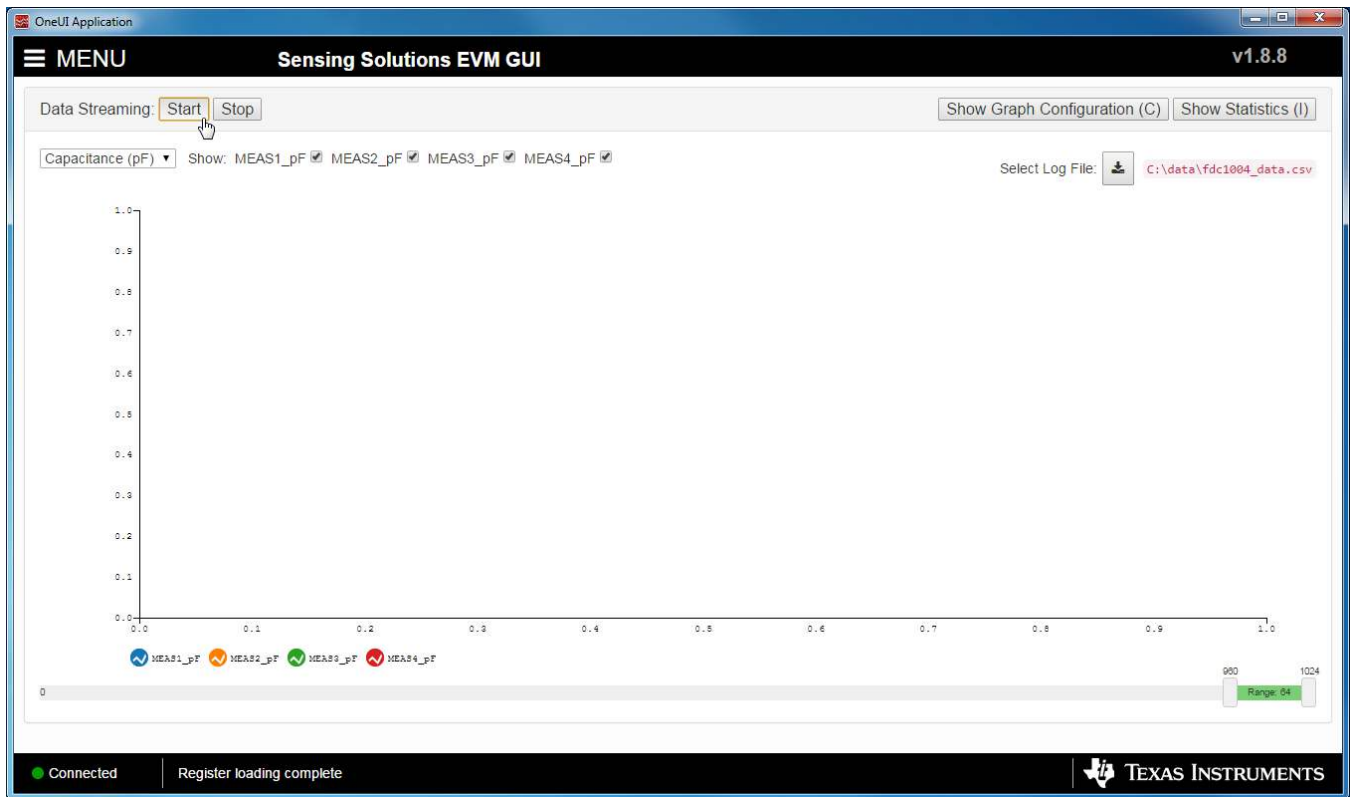 OneUI Application
MENU Sensing Solutions EVM GUI v1.8.8
Data Streaming: Start Stop Show Graph Configuration (C) Show Statistics (I)
Capacitance (pF) Show: MEAS1_pF MEAS2_pF MEAS3_pF MEAS4_pF
Select Log File: C:\data\fdc1004_data.csv
1.0
0.9
0.8
0.7
0.6
0.5
0.4
0.3
0.2
0.1
0.0
0.0 0.1 0.2 0.3 0.4 0.5 0.6 0.7 0.8 0.9 1.0
MEAS1_pF MEAS2_pF MEAS3_pF MEAS4_pF
960 1024
0 Range: 64
Connected Register loading complete TEXAS INSTRUMENTS